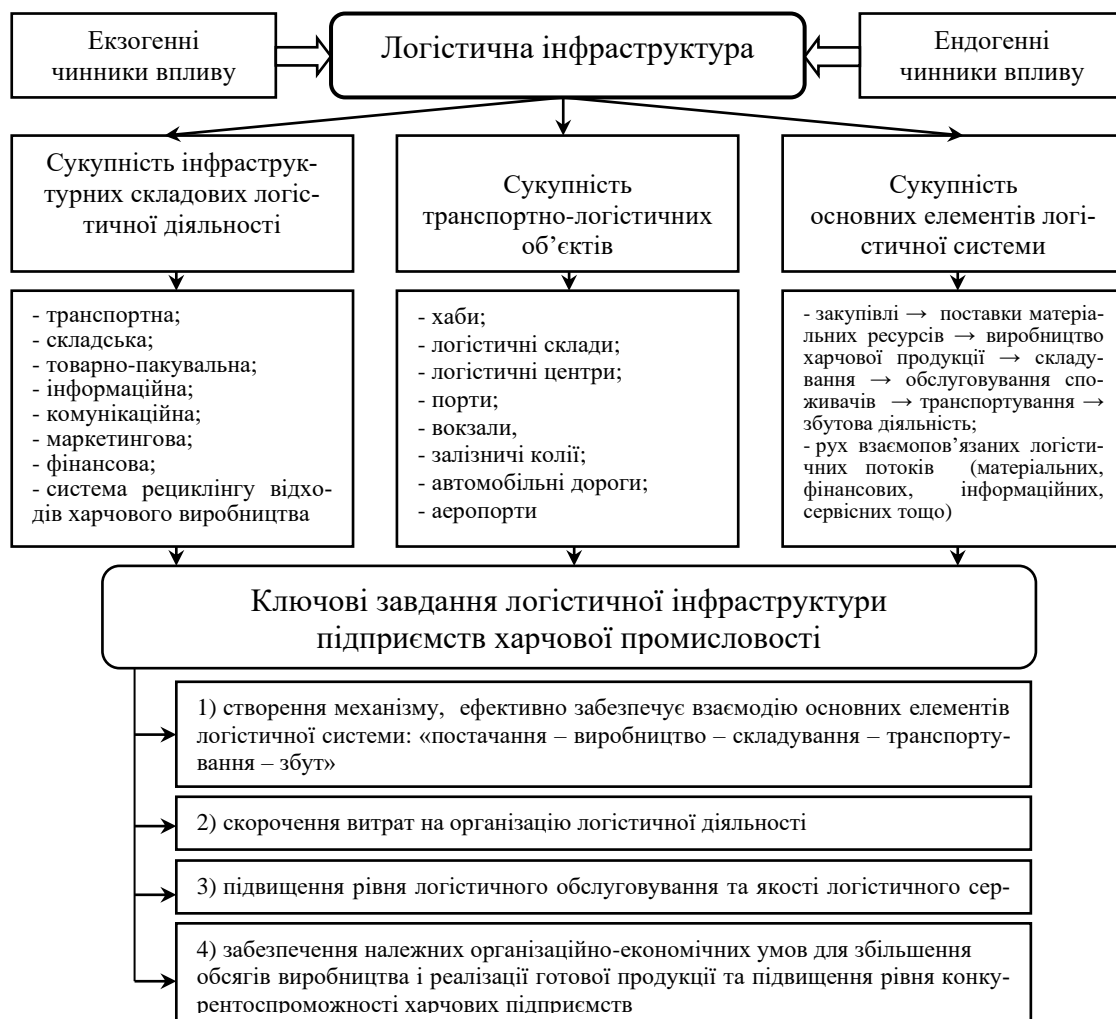 Екзогенні
чинники впливу
Логістична інфраструктура
Ендогенні
чинники впливу
Сукупність інфраструк-
турних складових логіс-
тичної діяльності
Сукупність
транспортно-логістичних
об’єктів
Сукупність
основних елементів логі-
стичної системи
- транспортна;
- складська;
- товарно-пакувальна;
- інформаційна;
- комунікаційна;
- маркетингова;
- фінансова;
- система рециклінгу відхо-
дів харчового виробництва
- хаби;
- логістичні склади;
- логістичні центри;
- порти;
- вокзали,
- залізничі колії;
- автомобільні дороги;
- аеропорти
- закупівлі → поставки матеріа-
льних ресурсів → виробництво
харчової продукції → складу-
вання → обслуговування спо-
живачів → транспортування →
збутова діяльність;
- рух взаємопов’язаних логісти-
чних потоків (матеріальних,
фінансових, інформаційних,
сервісних тощо)
Ключові завдання логістичної інфраструктури
підприємств харчової промисловості
1) створення механізму, ефективно забезпечує взаємодію основних елементів
логістичної системи: «постачання – виробництво – складування – транспорту-
вання – збут»
2) скорочення витрат на організацію логістичної діяльності
3) підвищення рівня логістичного обслуговування та якості логістичного сер-
4) забезпечення належних організаційно-економічних умов для збільшення
обсягів виробництва і реалізації готової продукції та підвищення рівня конку-
рентоспроможності харчових підприємств